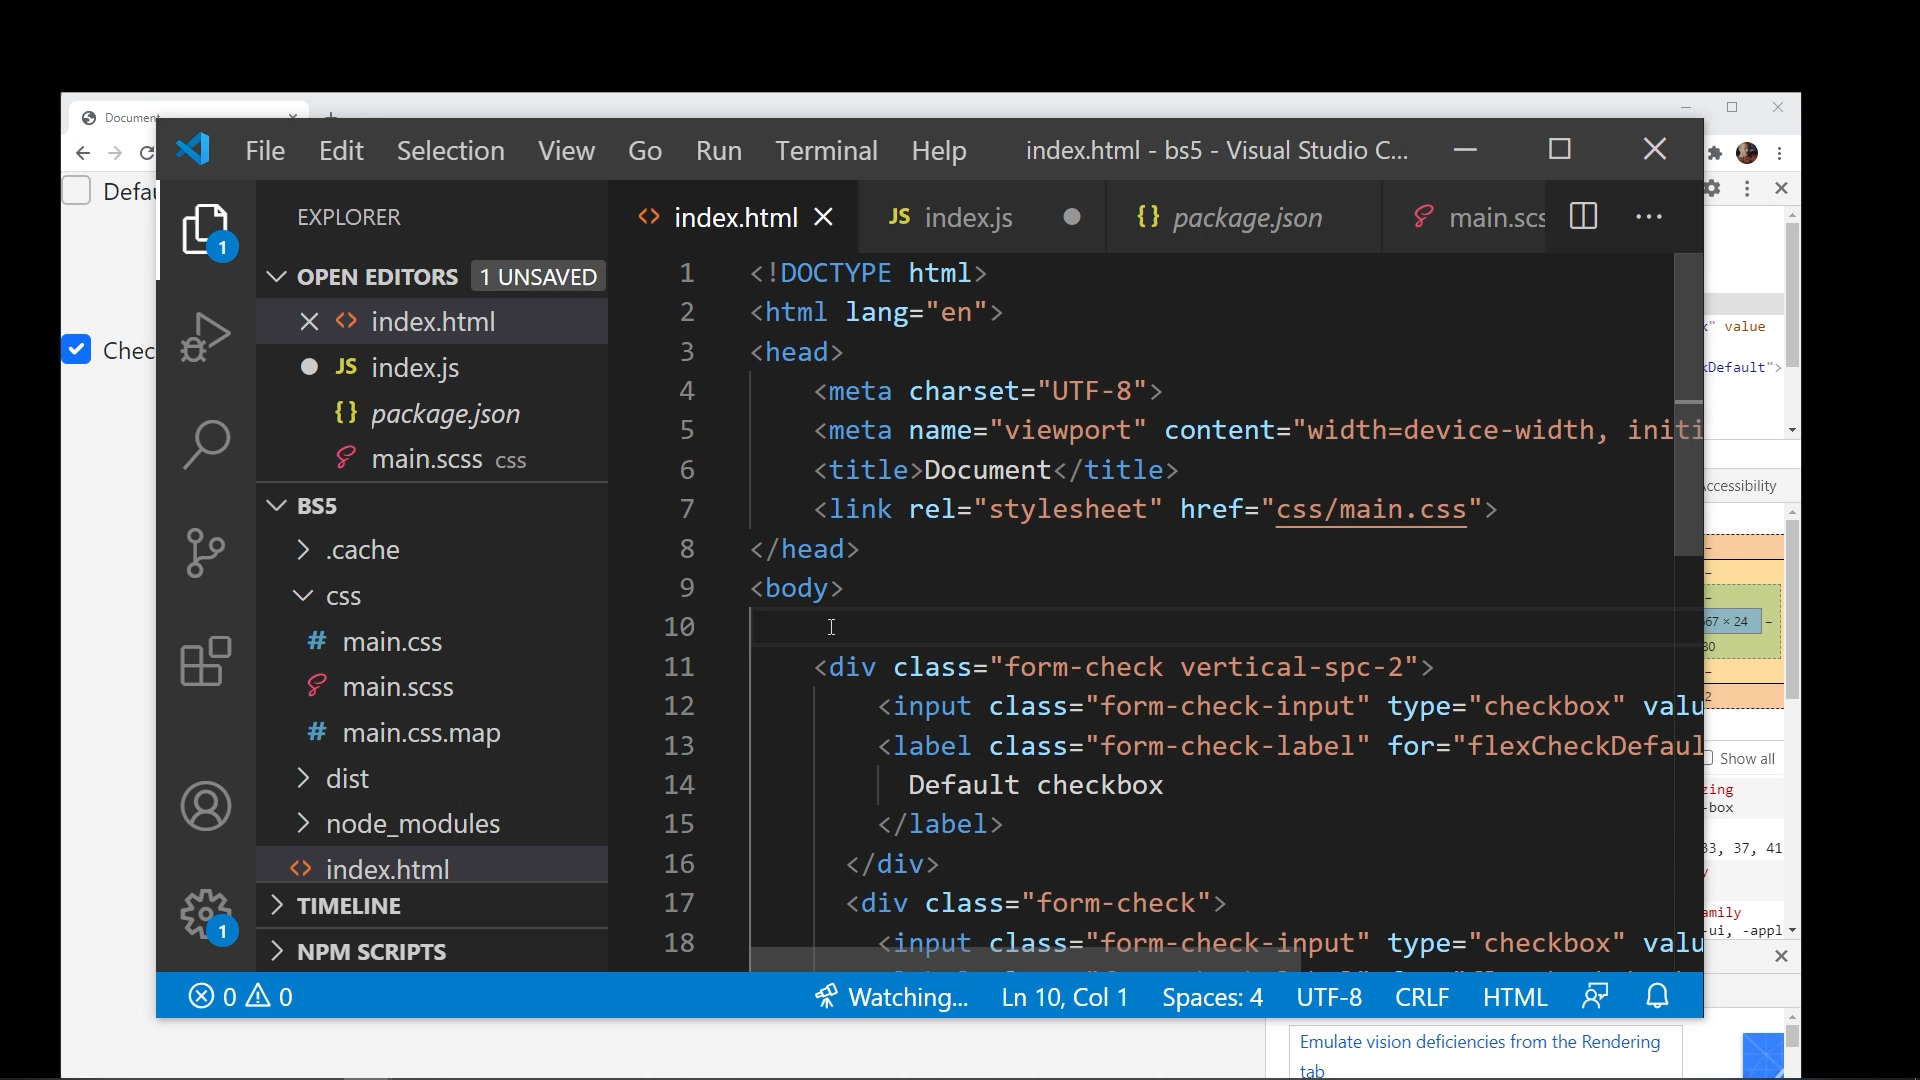 Document
File Edit Selection View Go Run Terminal Help index.html - bs5 - Visual Studio C...
EXPLORER
OPEN EDITORS 1 UNSAVED
index.html
JS index.js
{} package.json
main.scss css
BS5
.cache
css
# main.css
main.scss
# main.css.map
dist
node_modules
index.html
TIMELINE
NPM SCRIPTS
1
1
index.html JS index.js {} package.json main.scs
1 <!DOCTYPE html>
2 <html lang="en">
3 <head>
4 <meta charset="UTF-8">
5 <meta name="viewport" content="width=device-width, initi
6 <title>Document</title>
7 <link rel="stylesheet" href="css/main.css">
8 </head>
9 <body>
10
11 <div class="form-check vertical-spc-2">
12 <input class="form-check-input" type="checkbox" valu
13 <label class="form-check-label" for="flexCheckDefaul
14 Default checkbox
15 </label>
16 </div>
17 <div class="form-check">
18 <input class="form-check-input" type="checkbox" valu
0 0 Watching... Ln 10, Col 1 Spaces: 4 UTF-8 CRLF HTML
Defau
Chec
" value
Default">
ccessibility
67 × 24 –
80
2
Show all
zing
-box
33, 37, 41
amily
-ui, -appl
Emulate vision deficiencies from the Rendering
tab